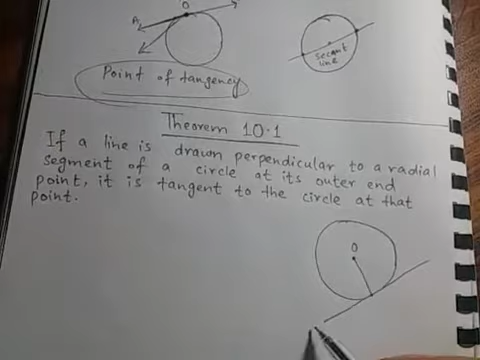 A
O
secant
line
Point of tangency
Theorem 10.1
If a line is drawn perpendicular to a radial
segment of a circle at its outer end
point, it is tangent to the circle at that
point.
O